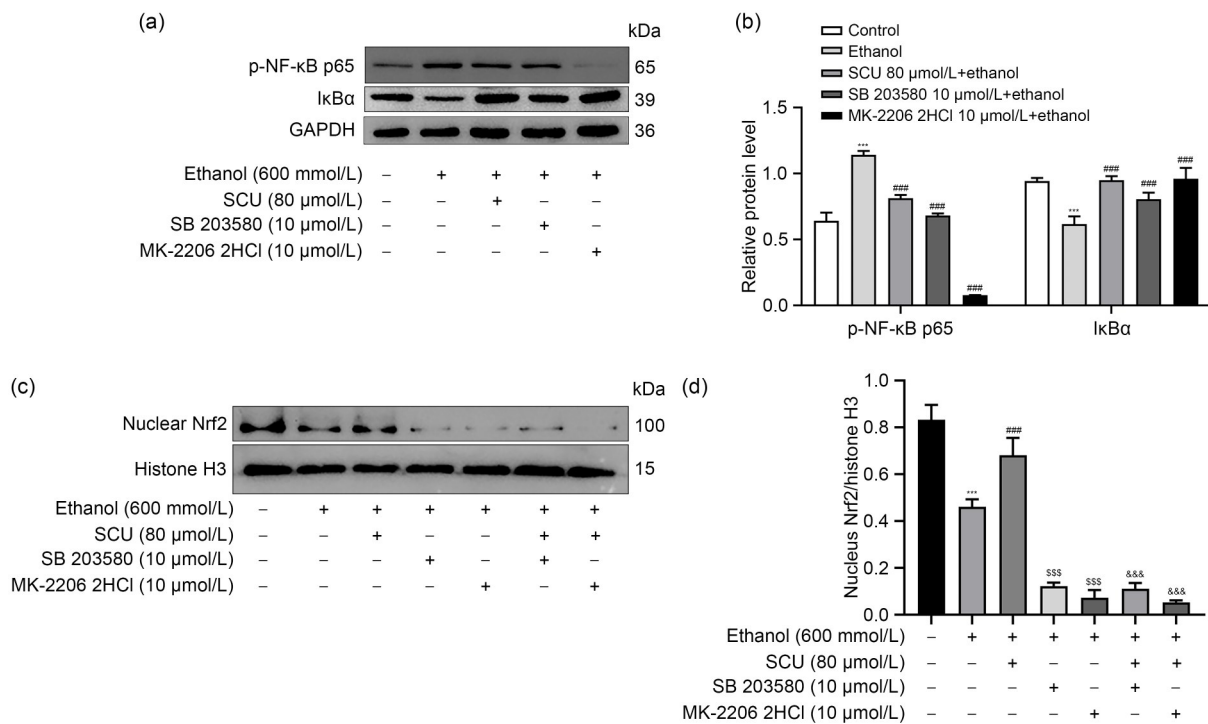 (a)
kDa
p-NF-κB p65
65
IκBα
39
GAPDH
36
Ethanol (600 mmol/L) – + + + +
SCU (80 μmol/L) – – + – –
SB 203580 (10 μmol/L) – – – + –
MK-2206 2HCl (10 μmol/L) – – – – +
(b)
Control
Ethanol
SCU 80 μmol/L+ethanol
SB 203580 10 μmol/L+ethanol
MK-2206 2HCl 10 μmol/L+ethanol
Relative protein level
1.5
1.0
0.5
0.0
*** ### ### ###
*** ### ### ###
p-NF-κB p65 IκBα
(c)
kDa
Nuclear Nrf2
100
Histone H3
15
Ethanol (600 mmol/L) – + + + + + +
SCU (80 μmol/L) – – + – – + +
SB 203580 (10 μmol/L) – – – + – + –
MK-2206 2HCl (10 μmol/L) – – – – + – +
(d)
Nucleus Nrf2/histone H3
1.0
0.8
0.6
0.4
0.2
0.0
*** ### $$$ $$$ &&& &&&
Ethanol (600 mmol/L) – + + + + + +
SCU (80 μmol/L) – – + – – + +
SB 203580 (10 μmol/L) – – – + – + –
MK-2206 2HCl (10 μmol/L) – – – – + – +